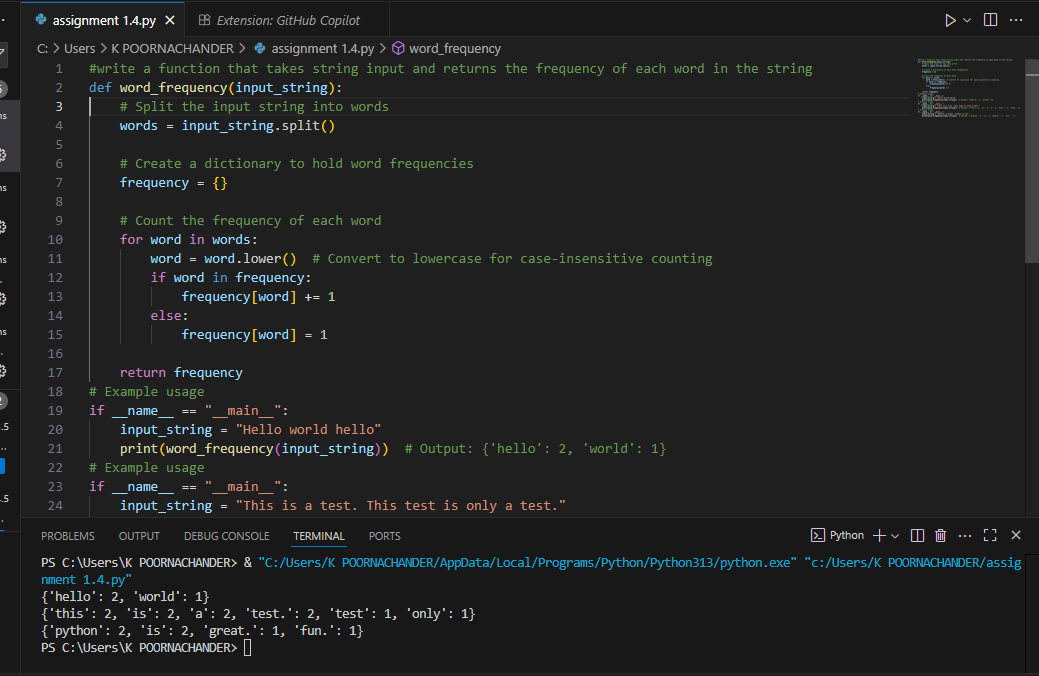 assignment 1.4.py
Extension: GitHub Copilot
C: > Users > K POORNACHANDER > assignment 1.4.py > word_frequency
1 #write a function that takes string input and returns the frequency of each word in the string
2 def word_frequency(input_string):
3     # Split the input string into words
4     words = input_string.split()
5
6     # Create a dictionary to hold word frequencies
7     frequency = {}
8
9     # Count the frequency of each word
10     for word in words:
11         word = word.lower()  # Convert to lowercase for case-insensitive counting
12         if word in frequency:
13             frequency[word] += 1
14         else:
15             frequency[word] = 1
16
17     return frequency
18 # Example usage
19 if __name__ == "__main__":
20     input_string = "Hello world hello"
21     print(word_frequency(input_string))  # Output: {'hello': 2, 'world': 1}
22 # Example usage
23 if __name__ == "__main__":
24     input_string = "This is a test. This test is only a test."
PROBLEMS OUTPUT DEBUG CONSOLE TERMINAL PORTS
Python
PS C:\Users\K POORNACHANDER> & "C:/Users/K POORNACHANDER/AppData/Local/Programs/Python/Python313/python.exe" "c:/Users/K POORNACHANDER/assig
nment 1.4.py"
{'hello': 2, 'world': 1}
{'this': 2, 'is': 2, 'a': 2, 'test.': 2, 'test': 1, 'only': 1}
{'python': 2, 'is': 2, 'great.': 1, 'fun.': 1}
PS C:\Users\K POORNACHANDER>